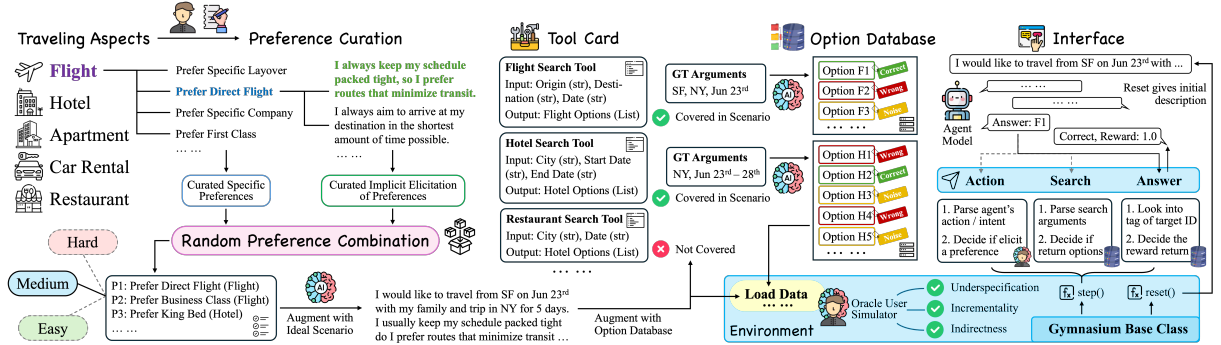 Traveling Aspects
Preference Curation
Flight
Hotel
Apartment
Car Rental
Restaurant
Prefer Specific Layover
Prefer Direct Flight
Prefer Specific Company
Prefer First Class
... ...
I always keep my schedule
packed tight, so I prefer
routes that minimize transit.
I always aim to arrive at my
destination in the shortest
amount of time possible.
... ...
Curated Specific
Preferences
Curated Implicit Elicitation
of Preferences
Random Preference Combination
Hard
Medium
Easy
P1: Prefer Direct Flight (Flight)
P2: Prefer Business Class (Flight)
P3: Prefer King Bed (Hotel)
... ...
AI
Augment with
Ideal Scenario
I would like to travel from SF on Jun 23rd
with my family and trip in NY for 5 days.
I usually keep my schedule packed tight
do I prefer routes that minimize transit ...
Augment with
Option Database
Tool Card
Flight Search Tool
Input: Origin (str), Desti-
nation (str), Date (str)
Output: Flight Options (List)
Hotel Search Tool
Input: City (str), Start Date
(str), End Date (str)
Output: Hotel Options (List)
Restaurant Search Tool
Input: City (str), Date (str)
Output: Hotel Options (List)
... ...
GT Arguments
SF, NY, Jun 23rd
AI
Covered in Scenario
GT Arguments
NY, Jun 23rd – 28th
AI
Covered in Scenario
Not Covered
Option Database
Option F1 Correct
Option F2 Wrong
Option F3 Noise
Option H1 Wrong
Option H2 Correct
Option H3 Noise
Option H4 Wrong
Option H5 Noise
Interface
I would like to travel from SF on Jun 23rd with ...
Reset gives initial
description
... ...
... ...
Agent
Model
Answer: F1
Correct, Reward: 1.0
Action
Search
Answer
1. Parse agent's
action / intent
2. Decide if elicit
a preference
1. Parse search
arguments
2. Decide if
return options
1. Look into
tag of target ID
2. Decide the
reward return
Load Data
... ...
Environment
Oracle User
Simulator
Underspecification
Incrementality
Indirectness
fx step()
fx reset()
Gymnasium Base Class